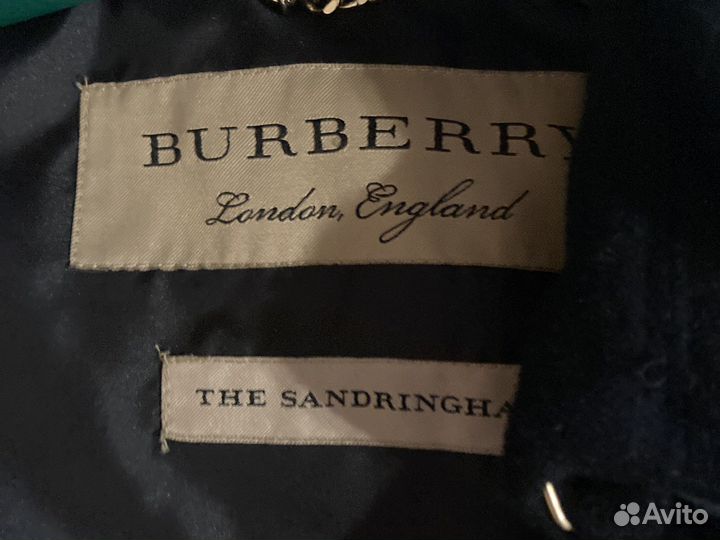 BURBERRY
London, England
THE SANDRINGHA
Avito